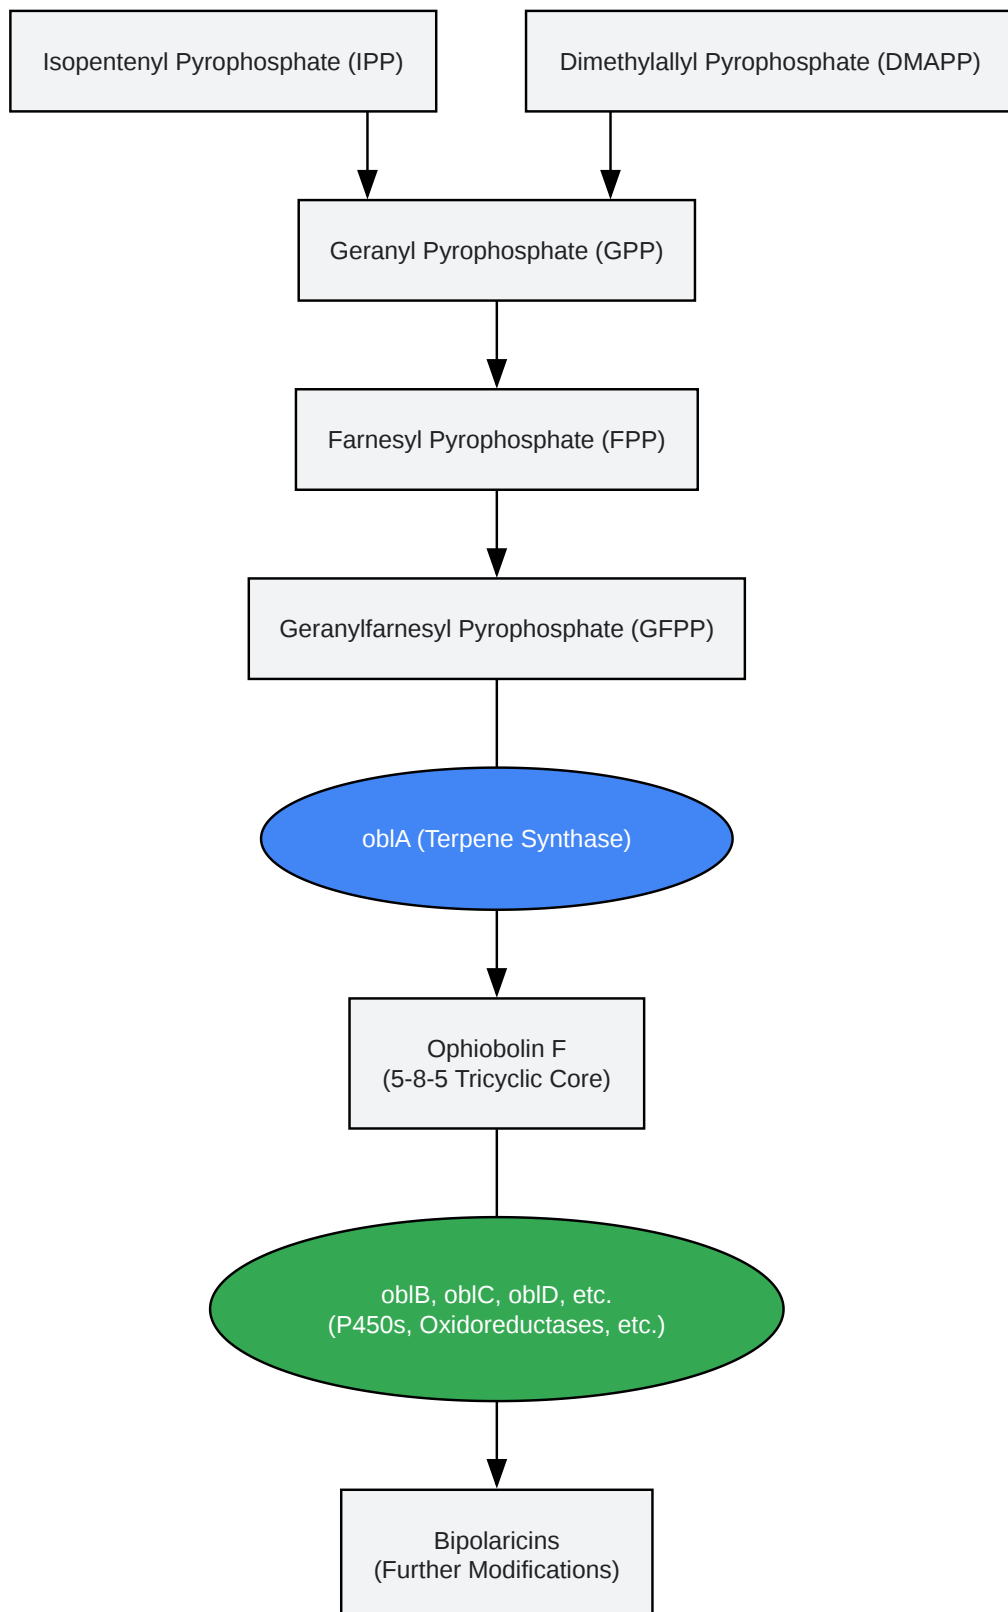 Isopentenyl Pyrophosphate (IPP)
Dimethylallyl Pyrophosphate (DMAPP)
Geranyl Pyrophosphate (GPP)
Farnesyl Pyrophosphate (FPP)
Geranylfarnesyl Pyrophosphate (GFPP)
oblA (Terpene Synthase)
Ophiobolin F
(5-8-5 Tricyclic Core)
oblB, oblC, oblD, etc.
(P450s, Oxidoreductases, etc.)
Bipolaricins
(Further Modifications)